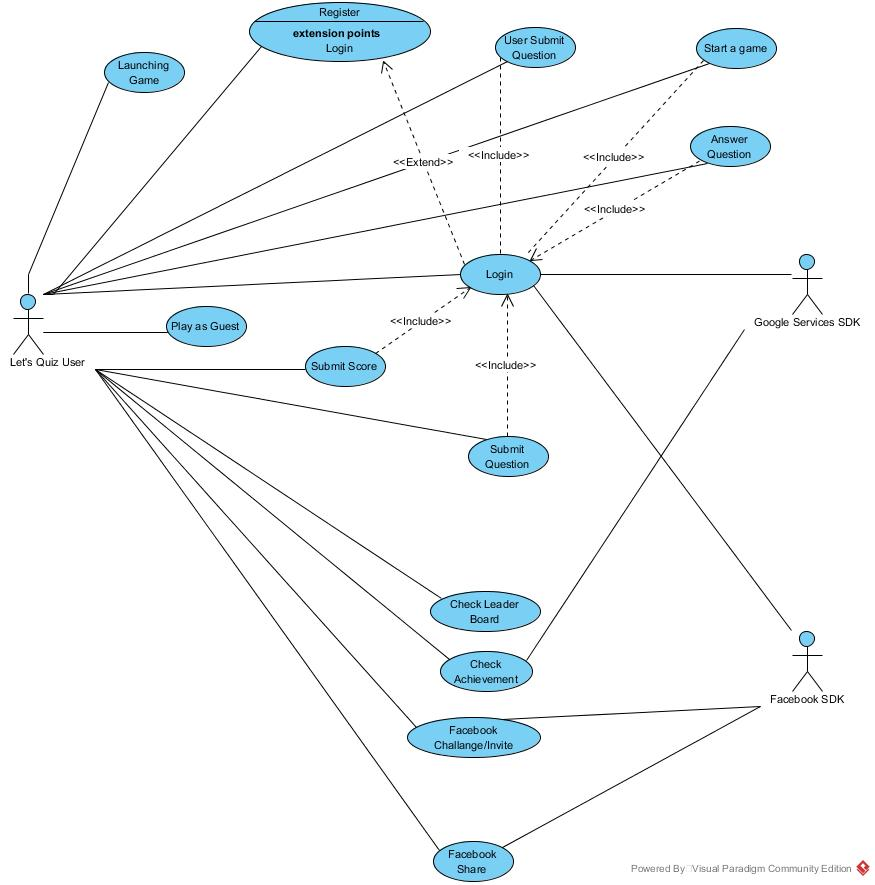 Register
extension points
Login
User Submit
Question
Start a game
Launching
Game
Answer
Question
<<Extend>>
<<Include>>
<<Include>>
<<Include>>
Login
Google Services SDK
Let's Quiz User
Play as Guest
<<Include>>
Submit Score
<<Include>>
Submit
Question
Check Leader
Board
Check
Achievement
Facebook SDK
Facebook
Challange/Invite
Facebook
Share
Powered By Visual Paradigm Community Edition